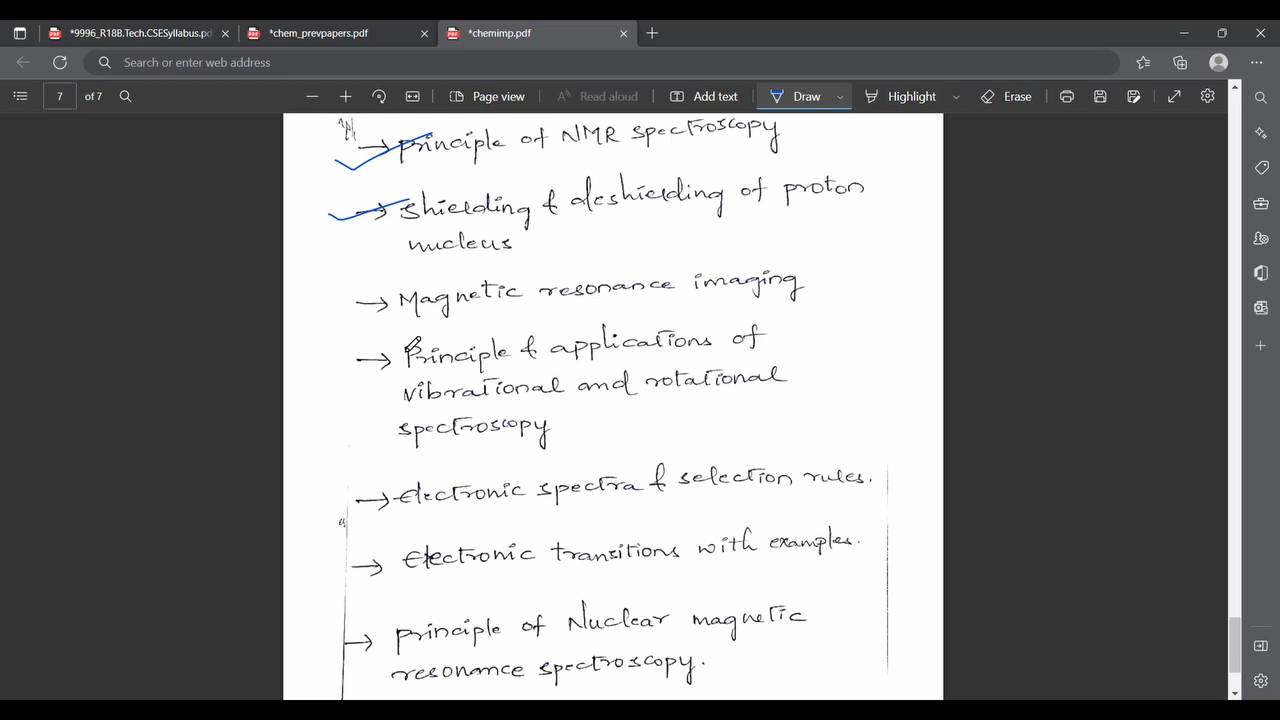 *9996_R18B.Tech.CSESyllabus.pd
*chem_prevpapers.pdf
*chemimp.pdf
Search or enter web address
7 of 7
Page view
Read aloud
Add text
Draw
Highlight
Erase
→ principle of NMR spectroscopy
→ shielding & deshielding of proton
nucleus
→ Magnetic resonance imaging
→ Principle & applications of
vibrational and rotational
spectroscopy
→ Electronic spectra & selection rules.
→ Electronic transitions with examples.
→ principle of Nuclear magnetic
resonance spectroscopy.